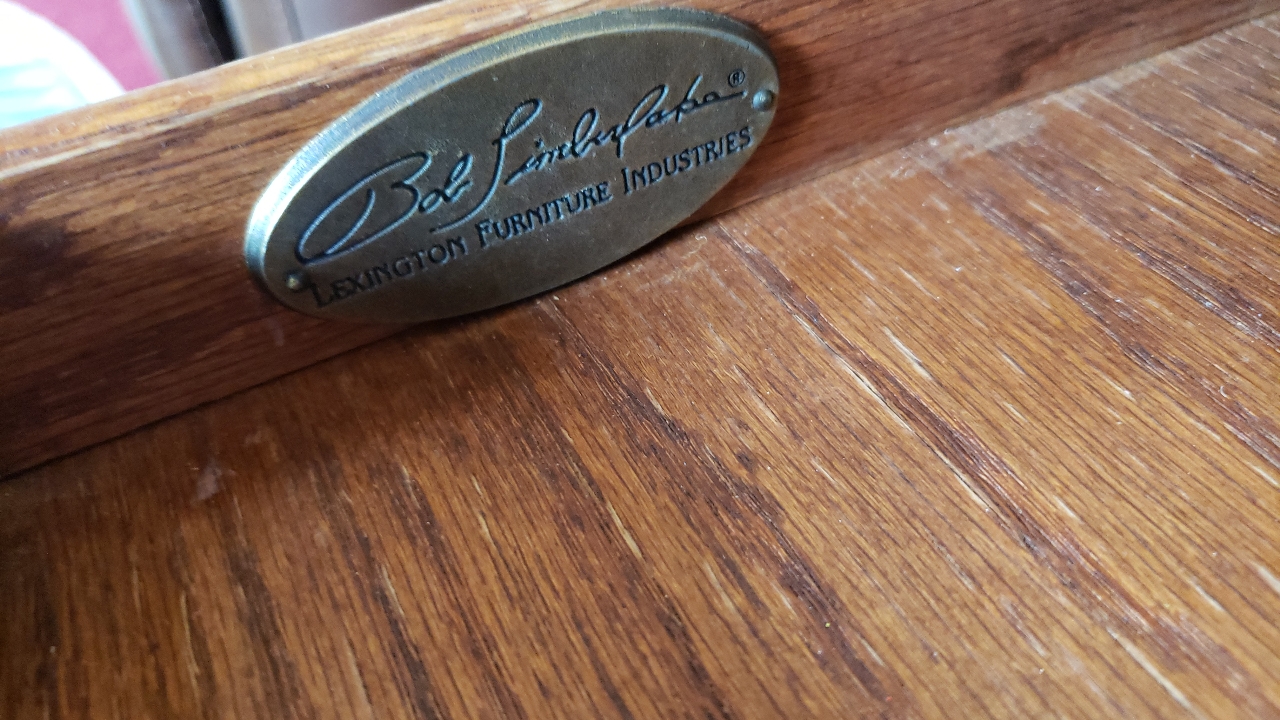 Bob Timberlake®
LEXINGTON FURNITURE INDUSTRIES